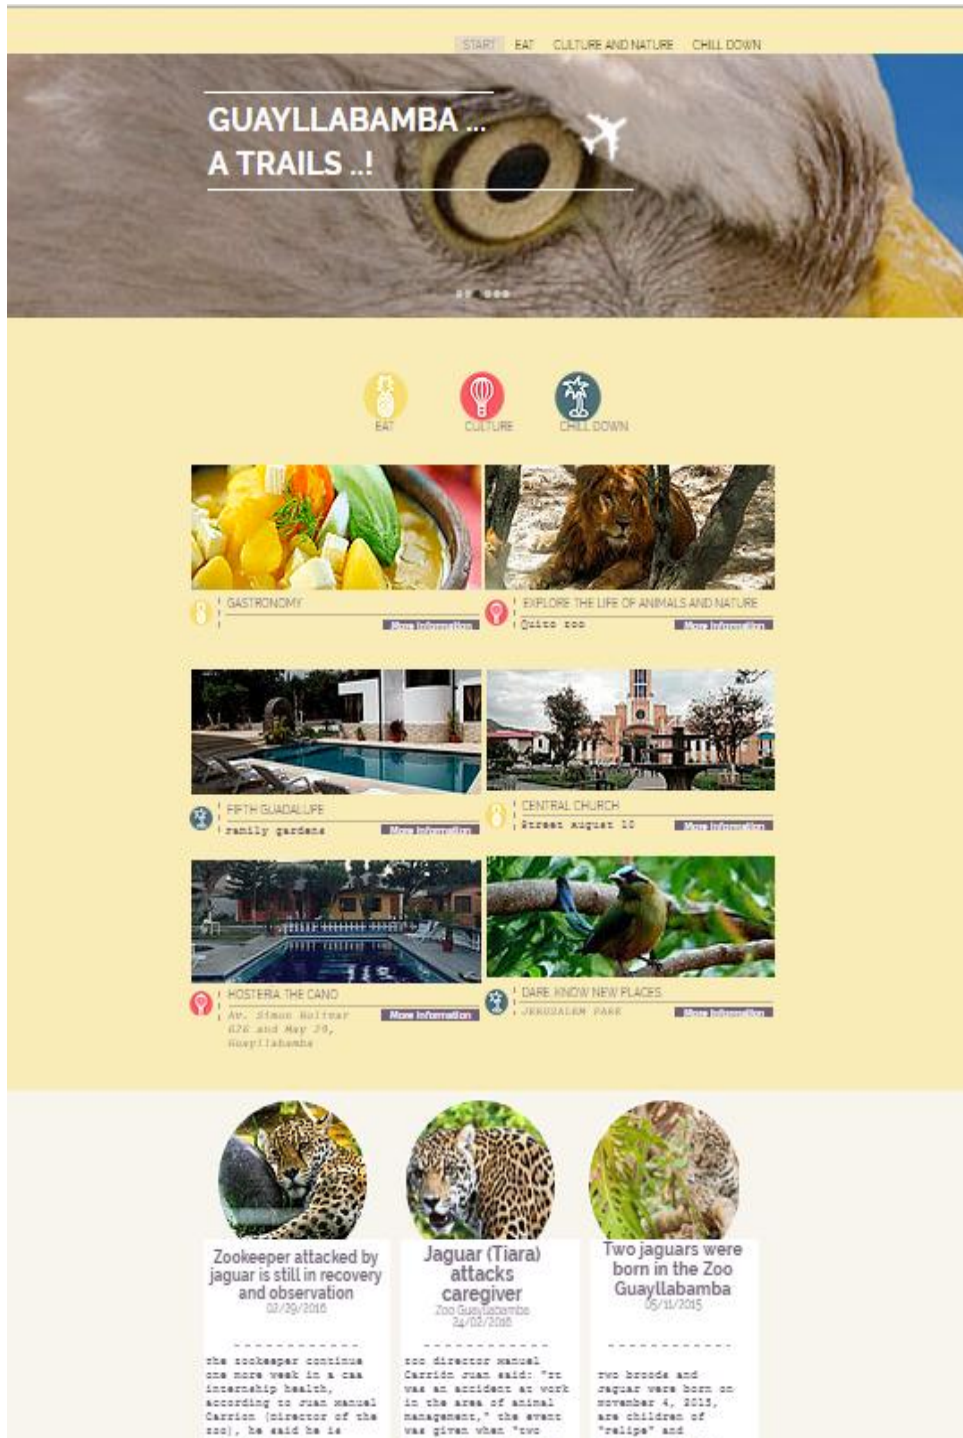 START EAT CULTURE AND NATURE CHILL DOWN
GUAYLLABAMBA ...
A TRAILS ..!
EAT CULTURE CHILL DOWN
GASTRONOMY
More Information
EXPLORE THE LIFE OF ANIMALS AND NATURE
Quito zoo More Information
FIFTH GUADALUPE
Family gardens More Information
CENTRAL CHURCH
Street August 10 More Information
HOSTERIA THE CANO
Av. Simon Bolivar More Information
626 and May 29,
Guayllabamba
DARE KNOW NEW PLACES
JERUSALEM PARK More Information
Zookeeper attacked by
jaguar is still in recovery
and observation
02/29/2016
The zookeeper continue
one more week in a caa
internship health,
according to Juan Manuel
Carrion (Director of the
zoo), he said he is
Jaguar (Tiara)
attacks
caregiver
Zoo Guayllabamba
24/02/2016
zoo director Manuel
Carrión Juan said: "It
was an accident at work
in the area of animal
management," the event
was given when "two
Two jaguars were
born in the Zoo
Guayllabamba
05/11/2015
Two broods and
Jaguar were born on
November 4, 2015,
are children of
"Felipe" and